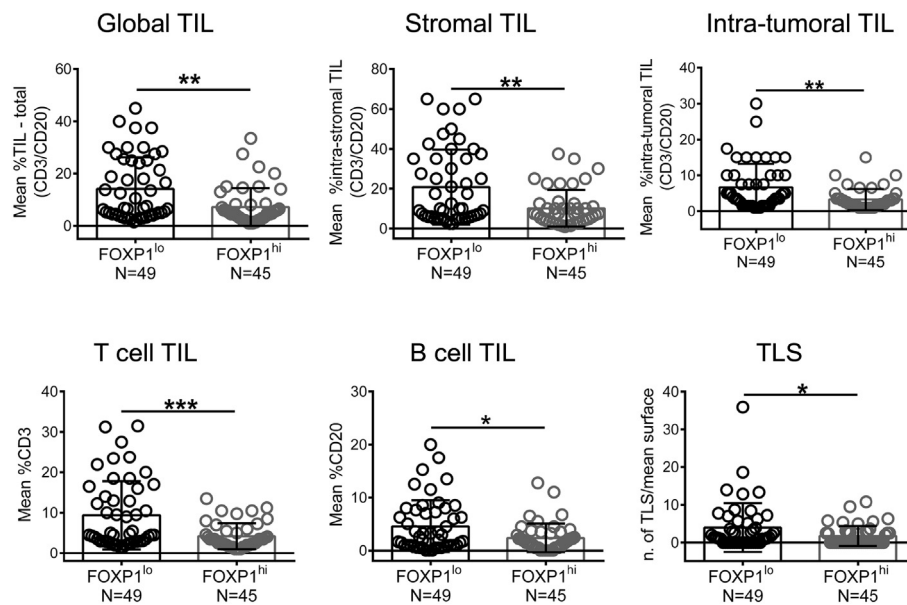 Global TIL
Mean %TIL - total
(CD3/CD20)
60
40
20
0
**
FOXP1lo
N=49
FOXP1hi
N=45
Stromal TIL
Mean %intra-stromal TIL
(CD3/CD20)
80
60
40
20
0
**
FOXP1lo
N=49
FOXP1hi
N=45
Intra-tumoral TIL
Mean %intra-tumoral TIL
(CD3/CD20)
40
30
20
10
0
**
FOXP1lo
N=49
FOXP1hi
N=45
T cell TIL
Mean %CD3
40
30
20
10
0
***
FOXP1lo
N=49
FOXP1hi
N=45
B cell TIL
Mean %CD20
30
20
10
0
*
FOXP1lo
N=49
FOXP1hi
N=45
TLS
n. of TLS/mean surface
40
30
20
10
0
*
FOXP1lo
N=49
FOXP1hi
N=45